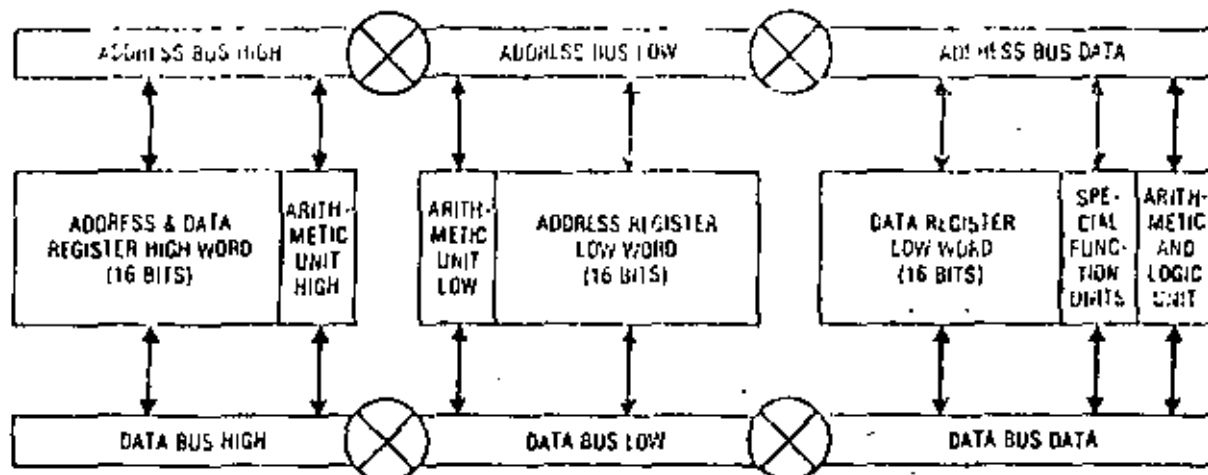 ADDRESS BUS HIGH
ADDRESS BUS LOW
ADDRESS BUS DATA
ADDRESS & DATA
REGISTER HIGH WORD
(16 BITS)
ARITH-
METIC
UNIT
HIGH
ARITH-
METIC
UNIT
LOW
ADDRESS REGISTER
LOW WORD
(16 BITS)
DATA REGISTER
LOW WORD
(16 BITS)
SPE-
CIAL
FUNC-
TION
UNITS
ARITH-
METIC
AND
LOGIC
UNIT
DATA BUS HIGH
DATA BUS LOW
DATA BUS DATA